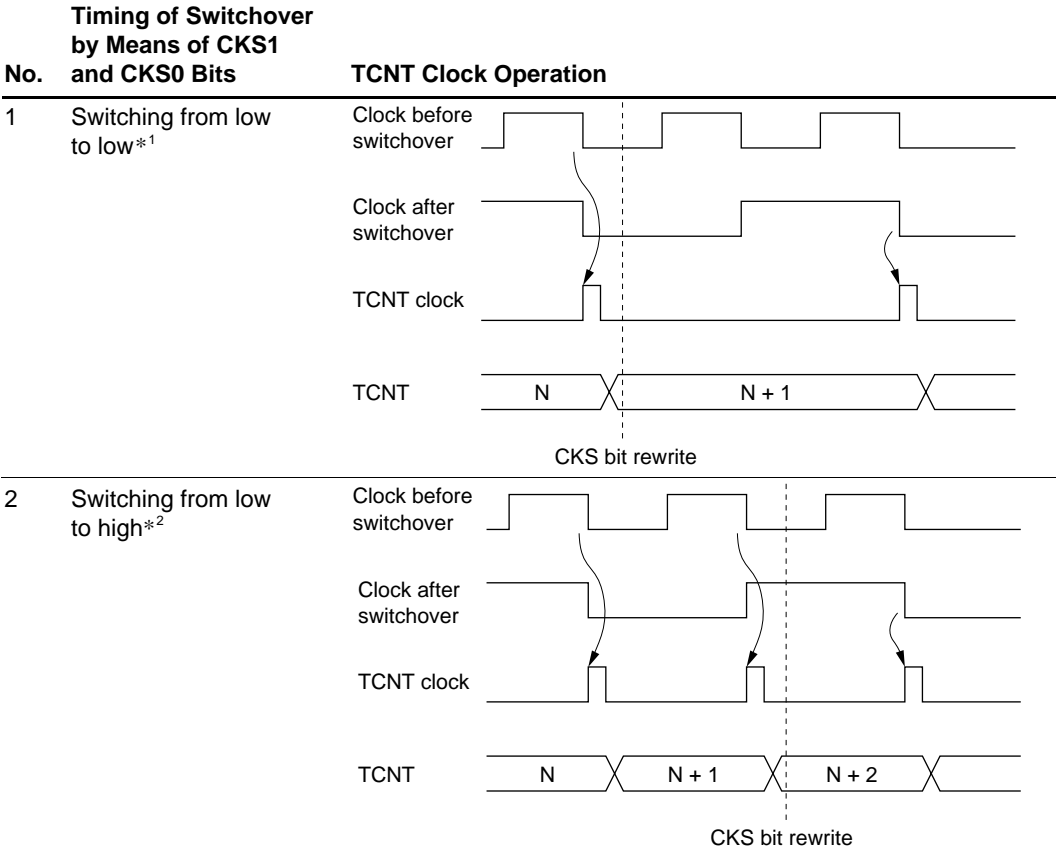 Timing of Switchover
by Means of CKS1
No. and CKS0 Bits TCNT Clock Operation
1 Switching from low
to low*1
Clock before
switchover
Clock after
switchover
TCNT clock
TCNT N N + 1
CKS bit rewrite
2 Switching from low
to high*2
Clock before
switchover
Clock after
switchover
TCNT clock
TCNT N N + 1 N + 2
CKS bit rewrite